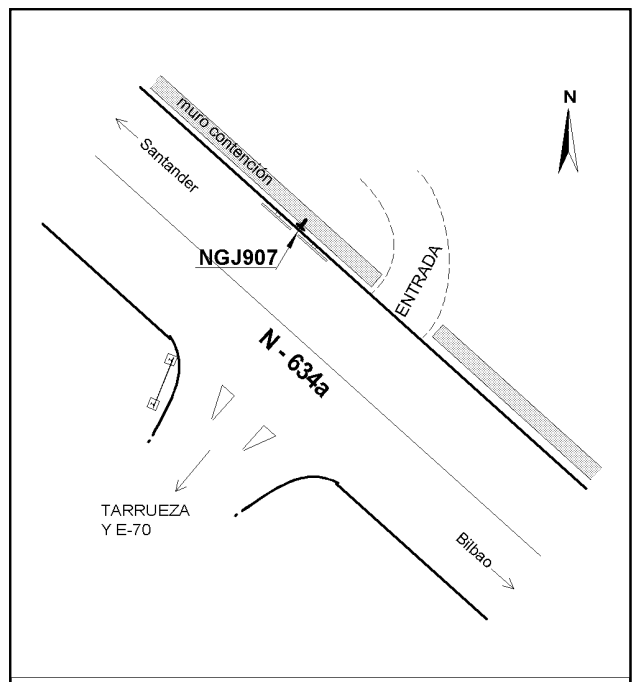 N
muro contención
Santander
NGJ907
ENTRADA
N - 634a
TARRUEZA
Y E-70
Bilbao